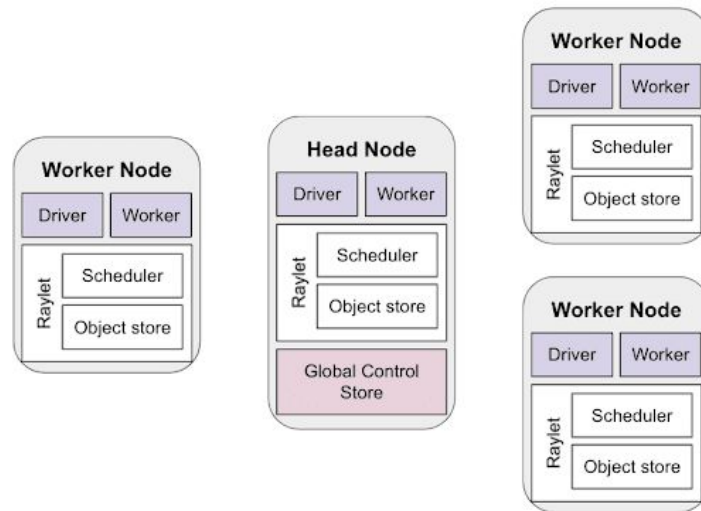 Worker Node
Driver
Worker
Raylet
Scheduler
Object store
Head Node
Driver
Worker
Raylet
Scheduler
Object store
Global Control
Store
Worker Node
Driver
Worker
Raylet
Scheduler
Object store
Worker Node
Driver
Worker
Raylet
Scheduler
Object store